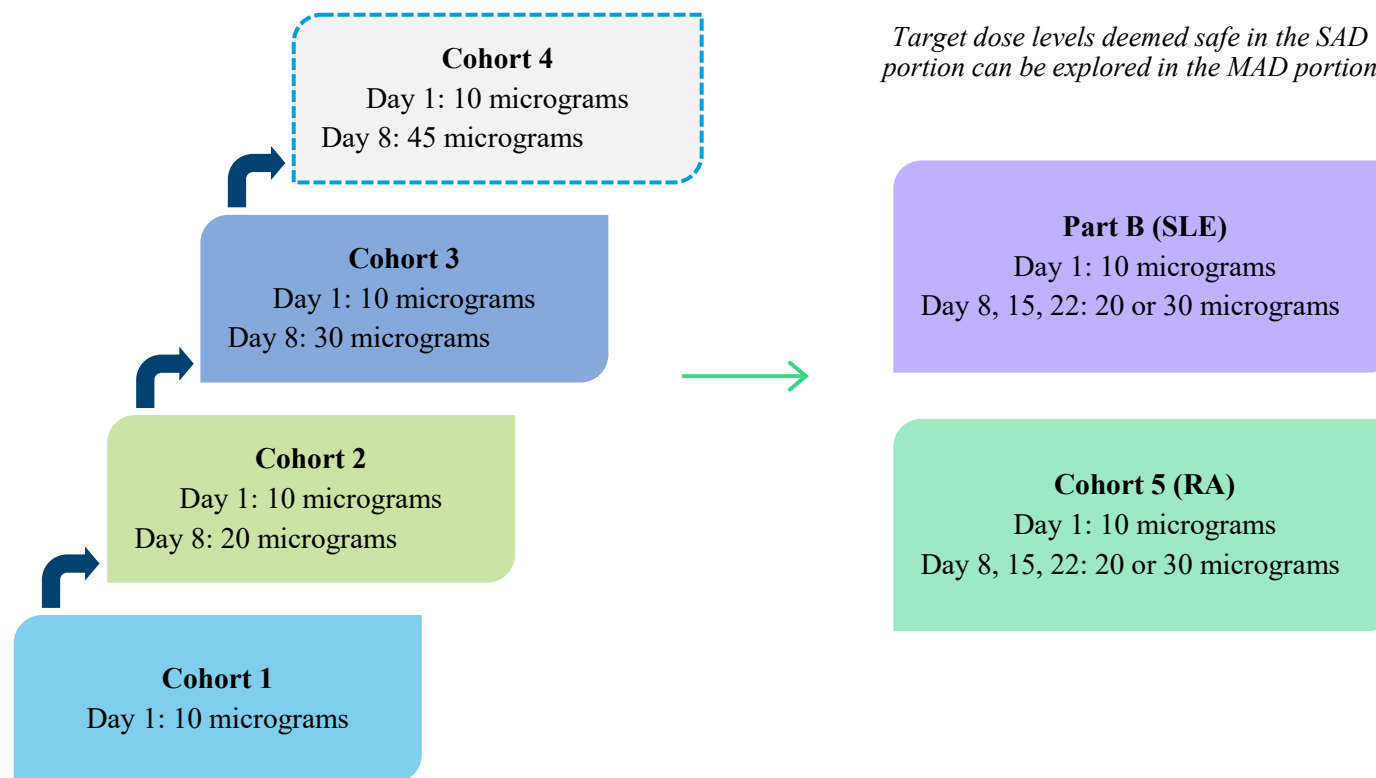 Cohort 4
Day 1: 10 micrograms
Day 8: 45 micrograms
Cohort 3
Day 1: 10 micrograms
Day 8: 30 micrograms
Cohort 2
Day 1: 10 micrograms
Day 8: 20 micrograms
Cohort 1
Day 1: 10 micrograms
Target dose levels deemed safe in the SAD
portion can be explored in the MAD portion
Part B (SLE)
Day 1: 10 micrograms
Day 8, 15, 22: 20 or 30 micrograms
Cohort 5 (RA)
Day 1: 10 micrograms
Day 8, 15, 22: 20 or 30 micrograms